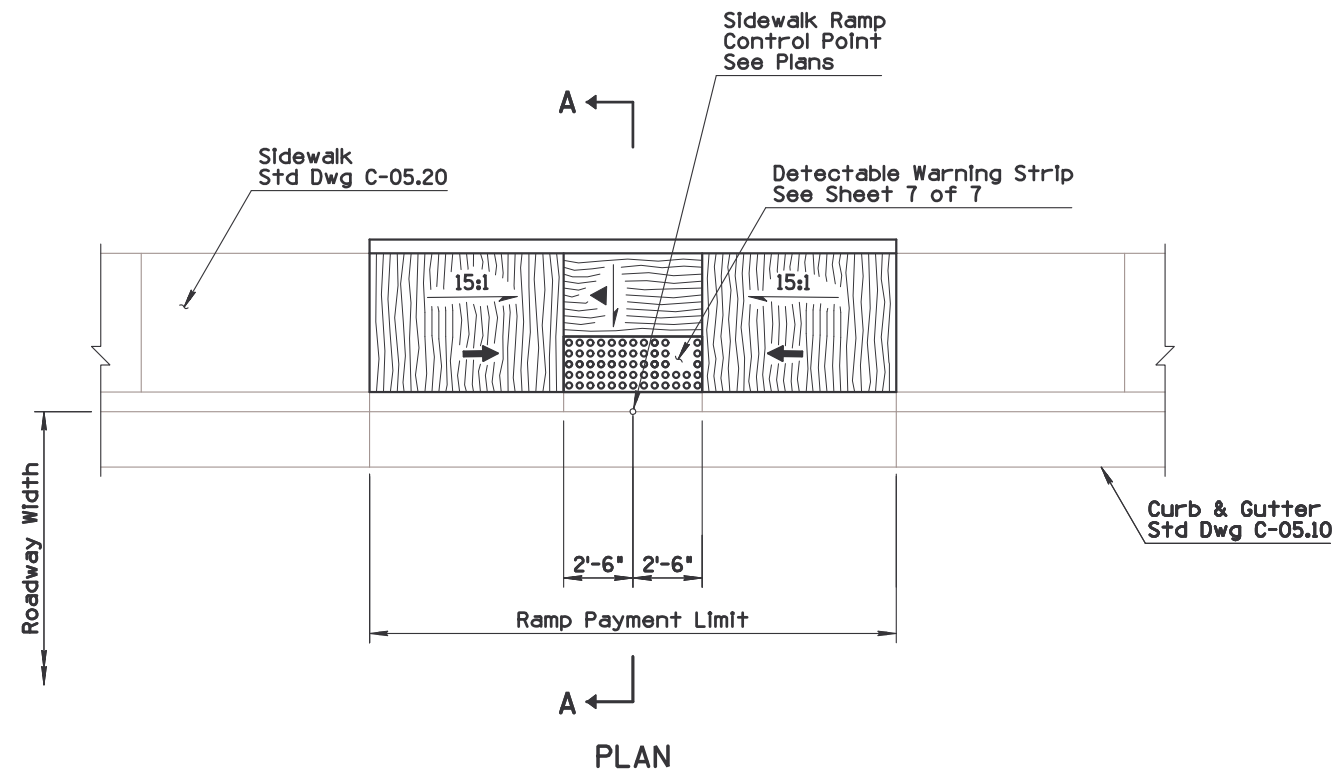 Sidewalk Ramp
Control Point
See Plans
A
Sidewalk
Std Dwg C-05.20
Detectable Warning Strip
See Sheet 7 of 7
15:1
15:1
Roadway Width
Curb & Gutter
Std Dwg C-05.10
2'-6"
2'-6"
Ramp Payment Limit
A
PLAN